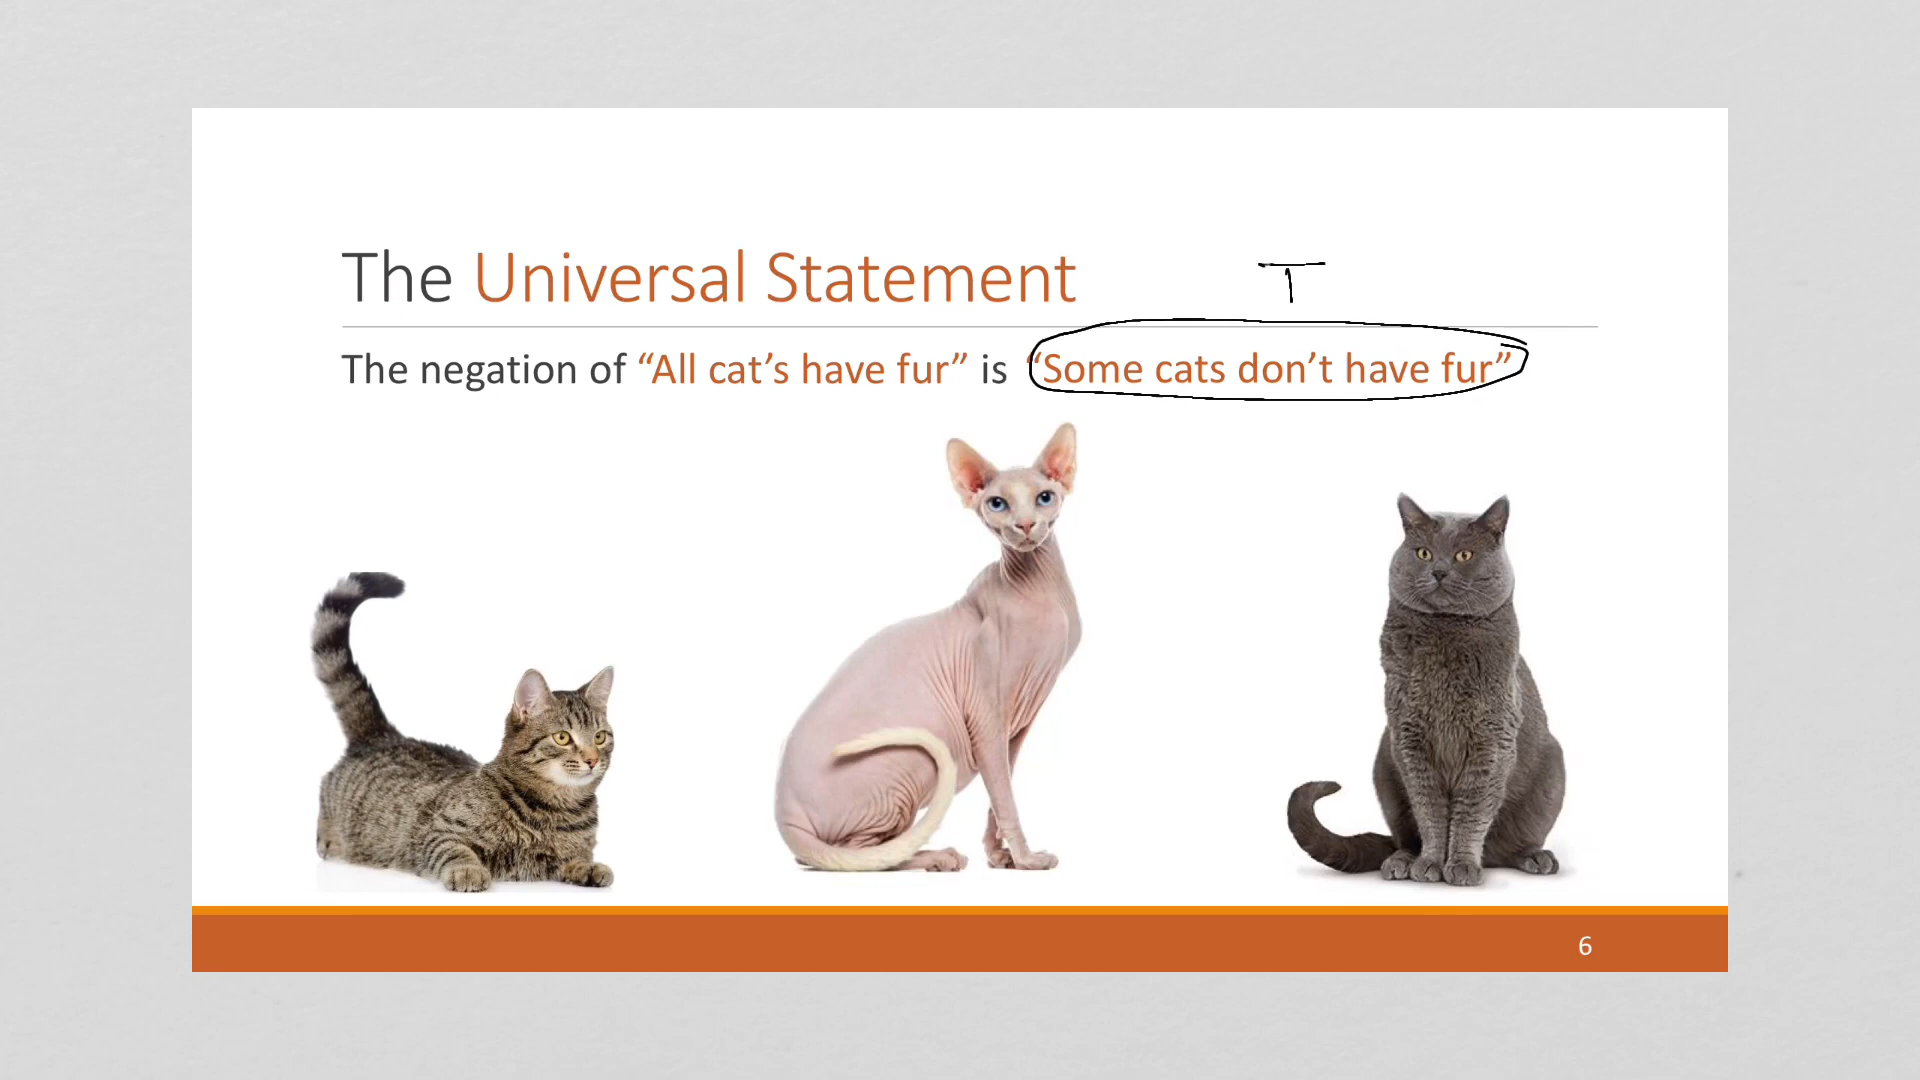 The Universal Statement
T
The negation of “All cat’s have fur” is “Some cats don’t have fur”
6